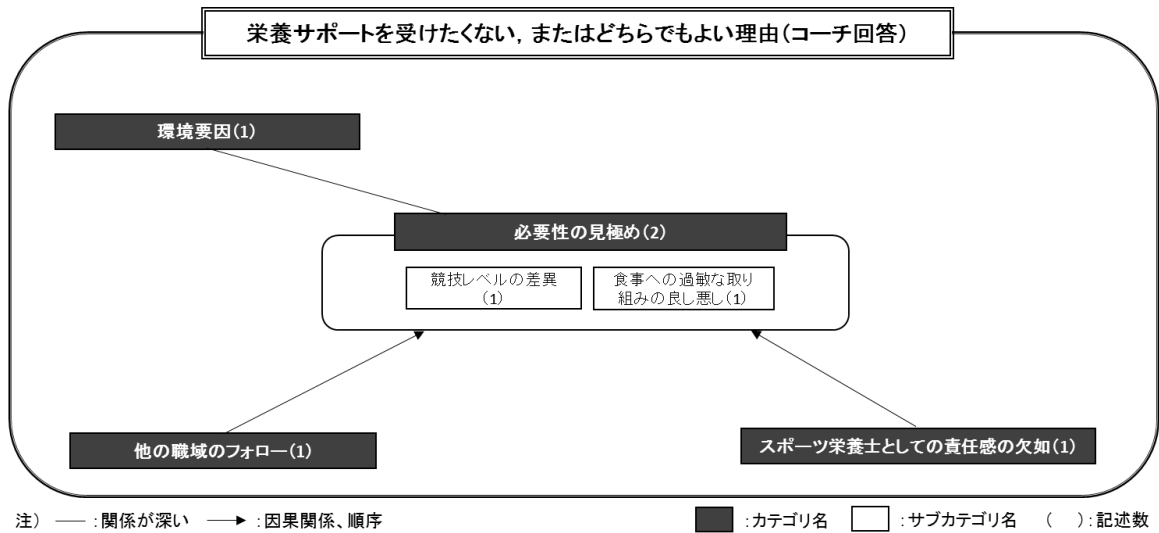 栄養サポートを受けたくない，またはどちらでもよい理由（コーチ回答）
環境要因（1）
必要性の見極め（2）
競技レベルの差異
（1）
食事への過敏な取り
組みの良し悪し（1）
他の職域のフォロー（1）
スポーツ栄養士としての責任感の欠如（1）
注） ── ：関係が深い ─→ ：因果関係、順序
：カテゴリ名 ：サブカテゴリ名 （ ）：記述数